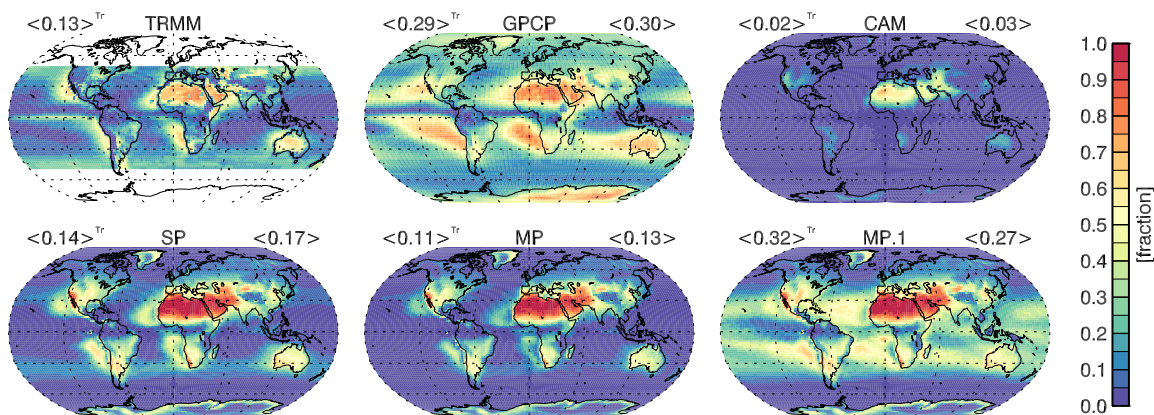 <0.13>Tr TRMM
<0.29> GPCP <0.30>
<0.02>Tr CAM <0.03>
<0.14>Tr SP <0.17>
<0.11>Tr MP <0.13>
<0.32>Tr MP.1 <0.27>
1.0
0.9
0.8
0.7
0.6
0.5
0.4
0.3
0.2
0.1
0.0
[fraction]